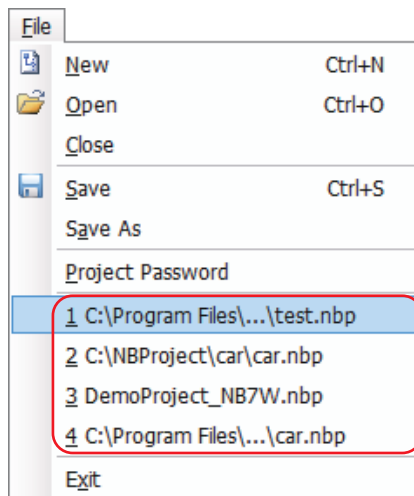 File
New Ctrl+N
Open Ctrl+O
Close
Save Ctrl+S
Save As
Project Password
1 C:\Program Files\...\test.nbp
2 C:\NBProject\car\car.nbp
3 DemoProject_NB7W.nbp
4 C:\Program Files\...\car.nbp
Exit